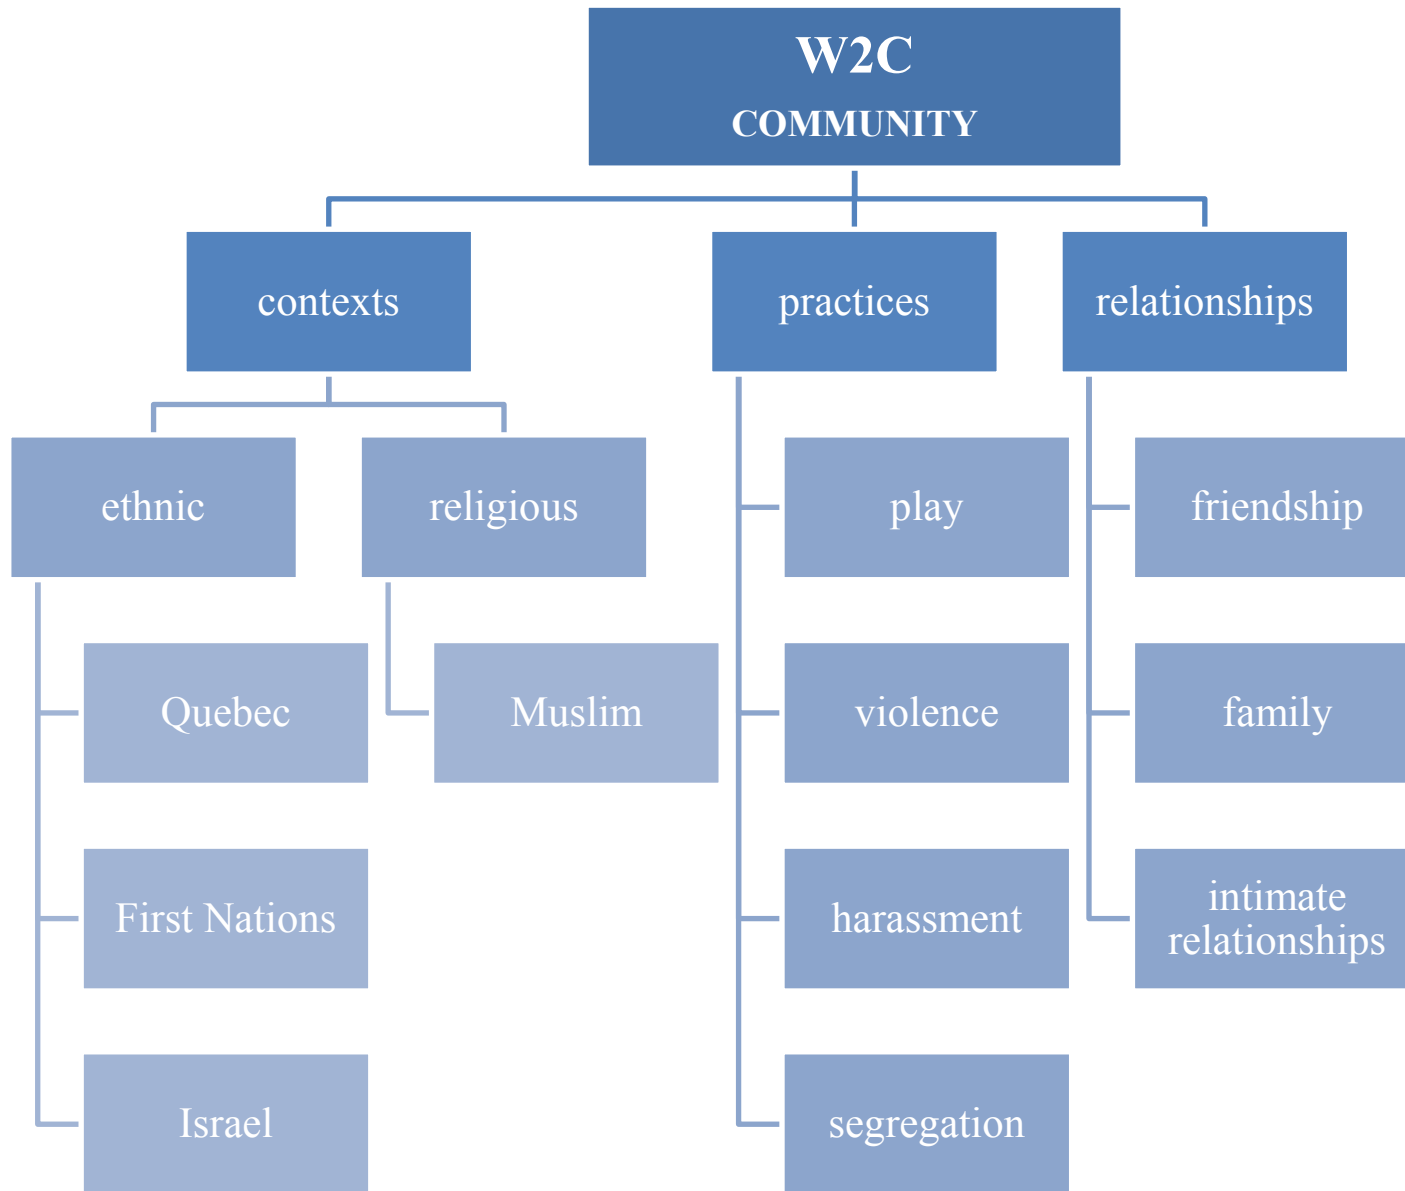 W2C
COMMUNITY
contexts
practices
relationships
ethnic
religious
play
friendship
Quebec
Muslim
violence
family
First Nations
harassment
intimate
relationships
Israel
segregation